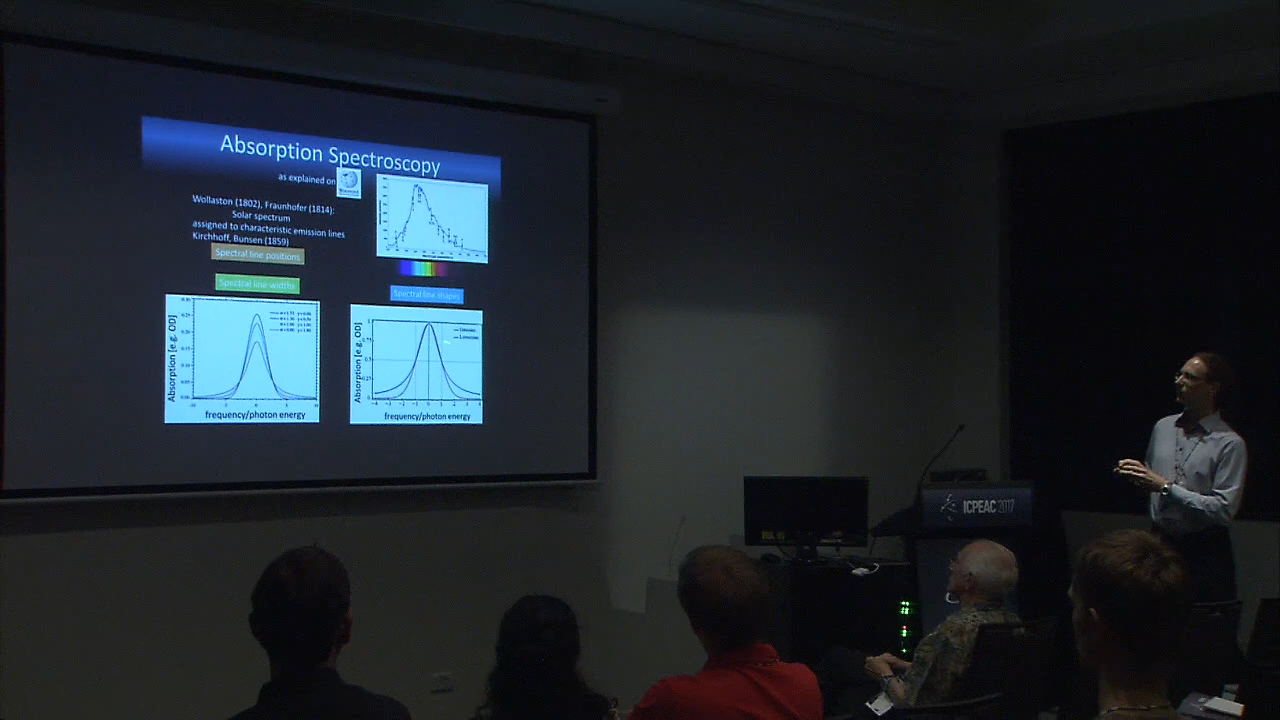 Absorption Spectroscopy
as explained on
Wollaston (1802), Fraunhofer (1814):
Solar spectrum
assigned to characteristic emission lines
Kirchhoff, Bunsen (1859)
Spectral line positions
Spectral line widths
Spectral line shapes
Absorption [e.g. OD]
frequency/photon energy
Absorption [e.g. OD]
frequency/photon energy
ICPEAC 2017